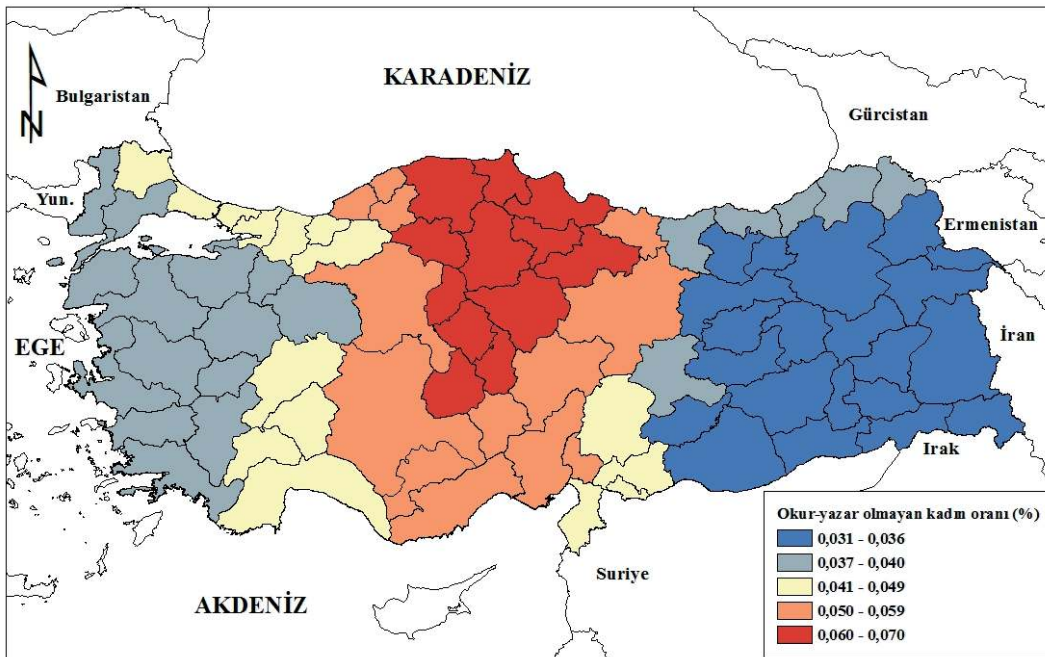 KARADENİZ
Bulgaristan
Gürcistan
N
Yun.
Ermenistan
EGE
İran
Irak
Suriye
AKDENİZ
Okur-yazar olmayan kadın oranı (%)
0,031 - 0,036
0,037 - 0,040
0,041 - 0,049
0,050 - 0,059
0,060 - 0,070